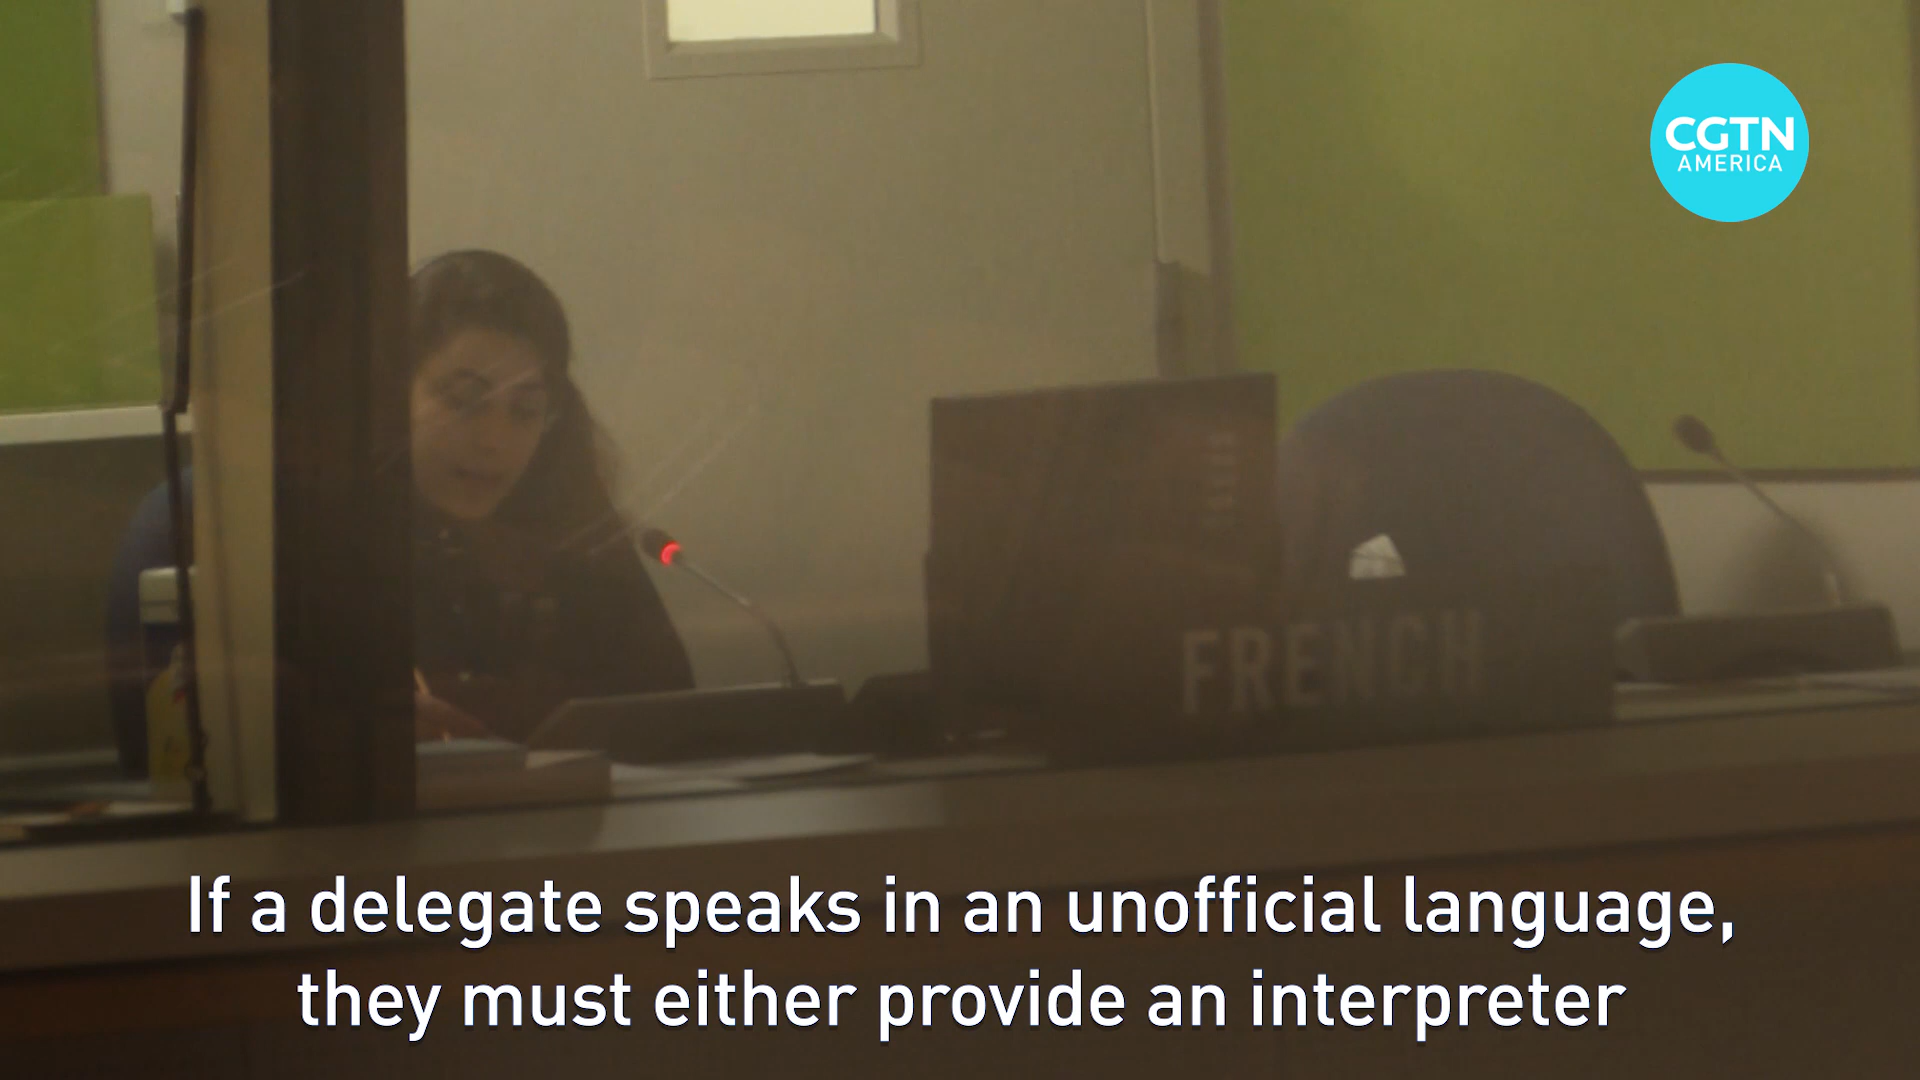 CGTN
AMERICA
FRENCH
If a delegate speaks in an unofficial language,
they must either provide an interpreter